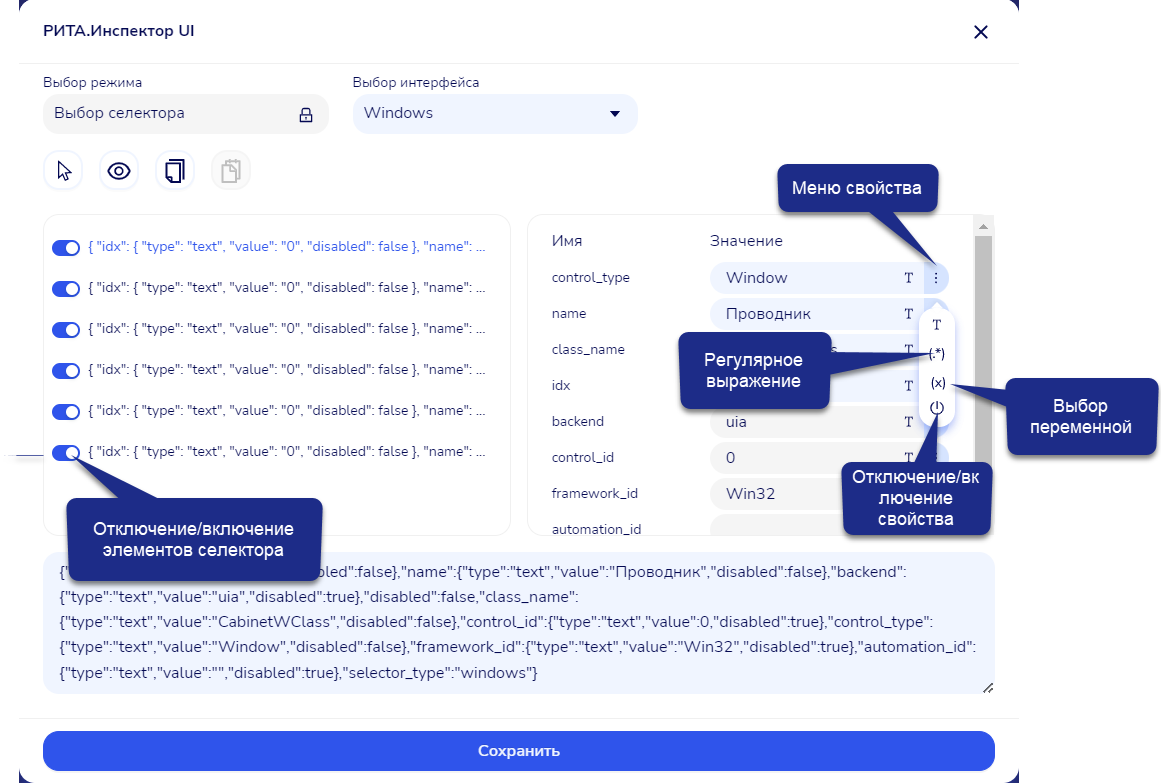 РИТА.Инспектор UI
Выбор режима
Выбор интерфейса
Выбор селектора
Windows
Меню свойства
{ "idx": { "type": "text", "value": "0", "disabled": false }, "name": ...
{ "idx": { "type": "text", "value": "0", "disabled": false }, "name": ...
{ "idx": { "type": "text", "value": "0", "disabled": false }, "name": ...
{ "idx": { "type": "text", "value": "0", "disabled": false }, "name": ...
{ "idx": { "type": "text", "value": "0", "disabled": false }, "name": ...
{ "idx": { "type": "text", "value": "0", "disabled": false }, "name": ...
Имя Значение
control_type Window T
name Проводник T
class_name T
idx T
backend uia T
control_id 0 T
framework_id Win32
automation_id
T
(.*)
(x)
Регулярное
выражение
Выбор
переменной
Отключение/вк
лючение
свойства
Отключение/включение
элементов селектора
{" bled":false},"name":{"type":"text","value":"Проводник","disabled":false},"backend":
{"type":"text","value":"uia","disabled":true},"disabled":false,"class_name":
{"type":"text","value":"CabinetWClass","disabled":false},"control_id":{"type":"text","value":0,"disabled":true},"control_type":
{"type":"text","value":"Window","disabled":false},"framework_id":{"type":"text","value":"Win32","disabled":true},"automation_id":
{"type":"text","value":"","disabled":true},"selector_type":"windows"}
Сохранить